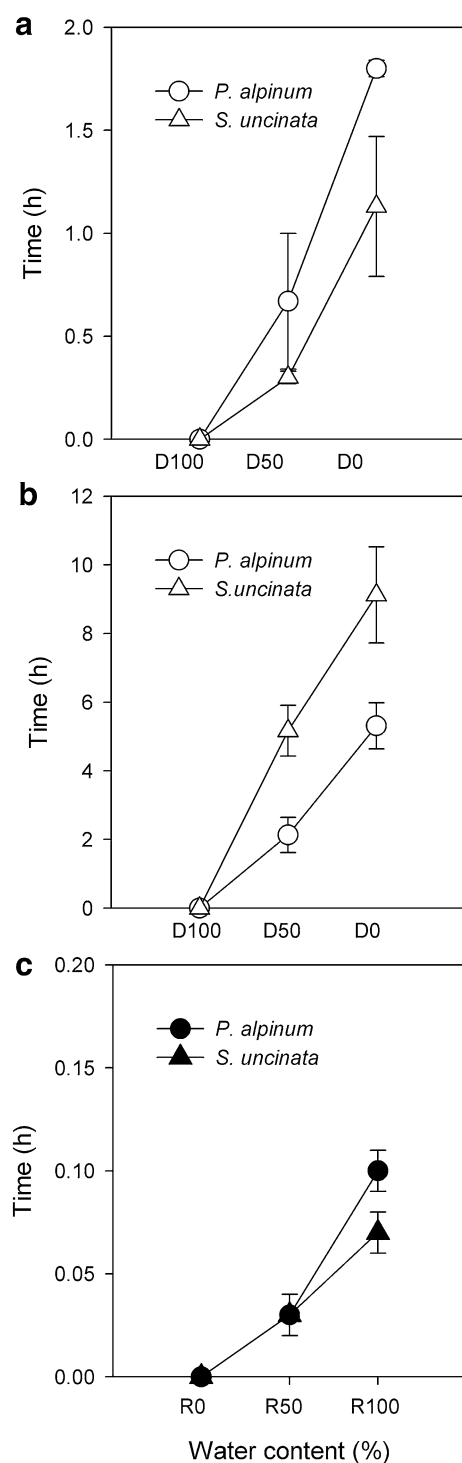 a
2.0
P. alpinum
S. uncinata
1.5
1.0
0.5
0.0
Time (h)
D100 D50 D0
b
12
P. alpinum
S.uncinata
10
8
6
4
2
0
Time (h)
D100 D50 D0
c
0.20
P. alpinum
S. uncinata
0.15
0.10
0.05
0.00
Time (h)
R0 R50 R100
Water content (%)